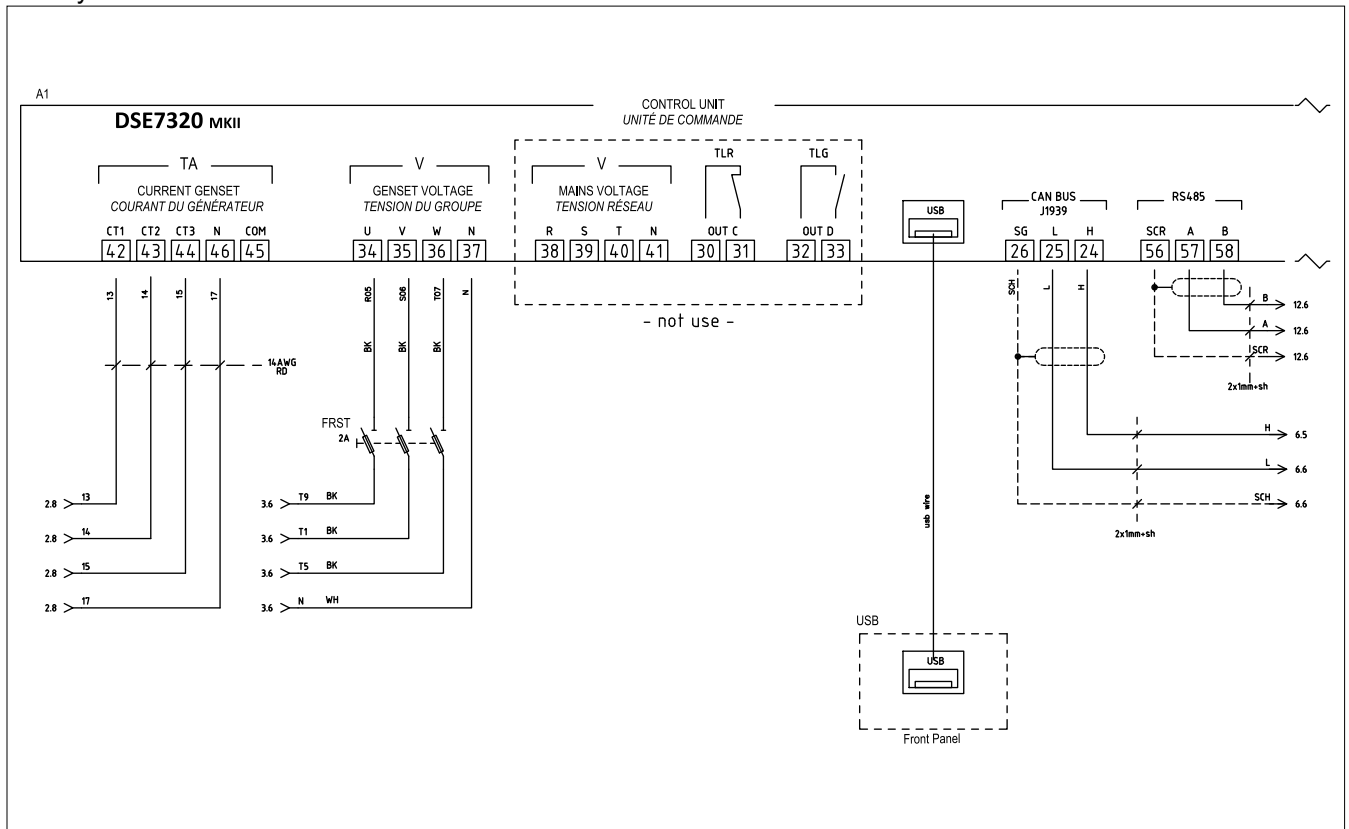 A1
CONTROL UNIT
UNITÉ DE COMMANDE
DSE7320 MKII
TA
CURRENT GENSET
COURANT DU GÉNÉRATEUR
CT1 CT2 CT3 N COM
42 43 44 46 45
V
GENSET VOLTAGE
TENSION DU GROUPE
U V W N
34 35 36 37
V
MAINS VOLTAGE
TENSION RÉSEAU
R S T N
38 39 40 41
TLR
OUT C
30 31
TLG
OUT D
32 33
- not use -
USB
CAN BUS
J1939
SG L H
26 25 24
RS485
SCR A B
56 57 58
13 14 15 17
14AWG
RD
R05 S06 T07 N
BK BK BK
FRST
2A
SCH L H
B 12.6
A 12.6
SCR 12.6
2x1mm+sh
H 6.5
L 6.6
SCH 6.6
2x1mm+sh
2.8 13
2.8 14
2.8 15
2.8 17
3.6 T9 BK
3.6 T1 BK
3.6 T5 BK
3.6 N WH
usb wire
USB
USB
Front Panel